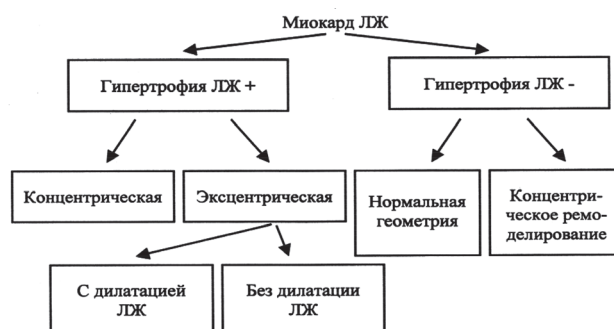 Миокард ЛЖ
Гипертрофия ЛЖ +
Гипертрофия ЛЖ -
Концентрическая
Эксцентрическая
Нормальная
геометрия
Концентри-
ческое ремо-
делирование
С дилатацией
ЛЖ
Без дилатации
ЛЖ